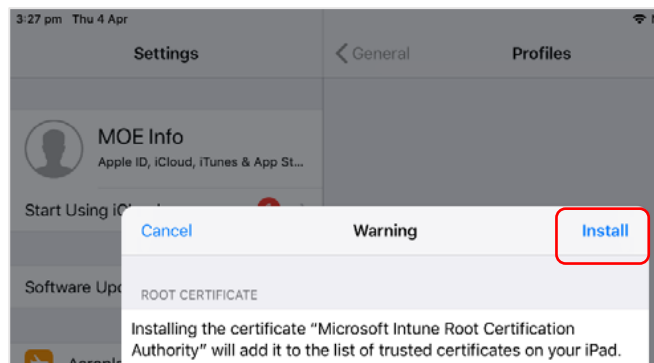 3:27 pm Thu 4 Apr
Settings
General
Profiles
MOE Info
Apple ID, iCloud, iTunes & App St...
Start Using
Cancel
Warning
Install
Software
ROOT CERTIFICATE
Installing the certificate “Microsoft Intune Root Certification
Authority” will add it to the list of trusted certificates on your iPad.